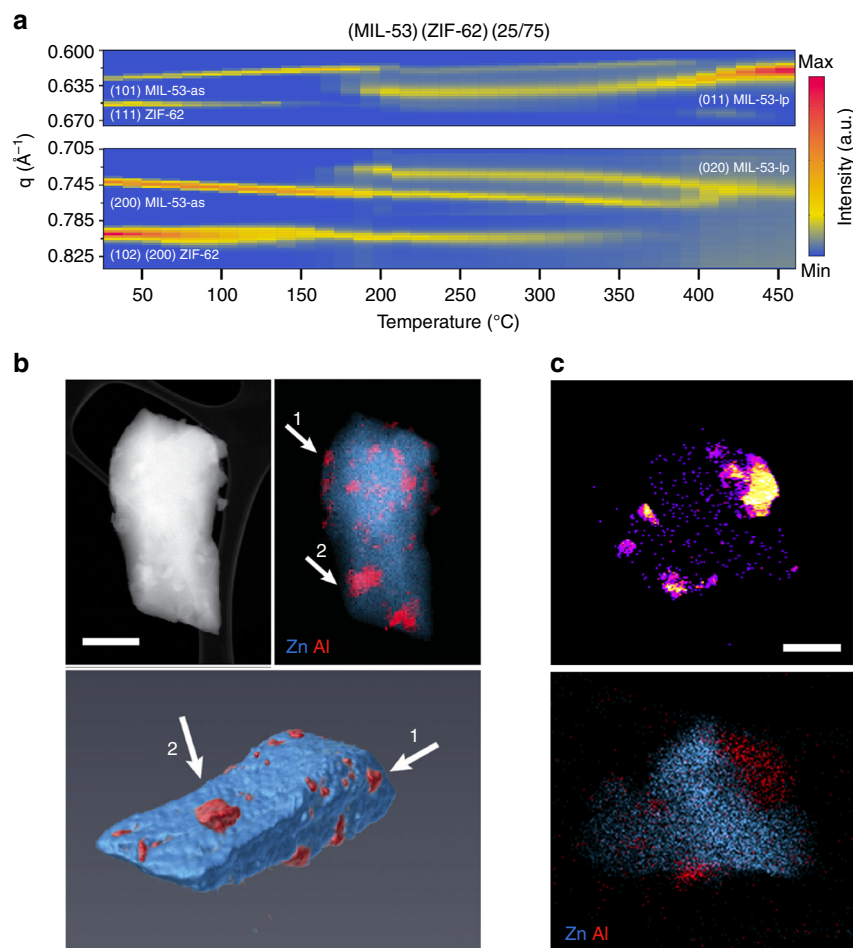 a
(MIL-53) (ZIF-62) (25/75)
0.600
0.635
0.670
(101) MIL-53-as
(111) ZIF-62
(011) MIL-53-lp
0.705
0.745
0.785
0.825
(020) MIL-53-lp
(200) MIL-53-as
(102) (200) ZIF-62
q (Å⁻¹)
50 100 150 200 250 300 350 400 450
Temperature (°C)
Max
Min
Intensity (a.u.)
b
1
2
Zn Al
2
1
c
Zn Al